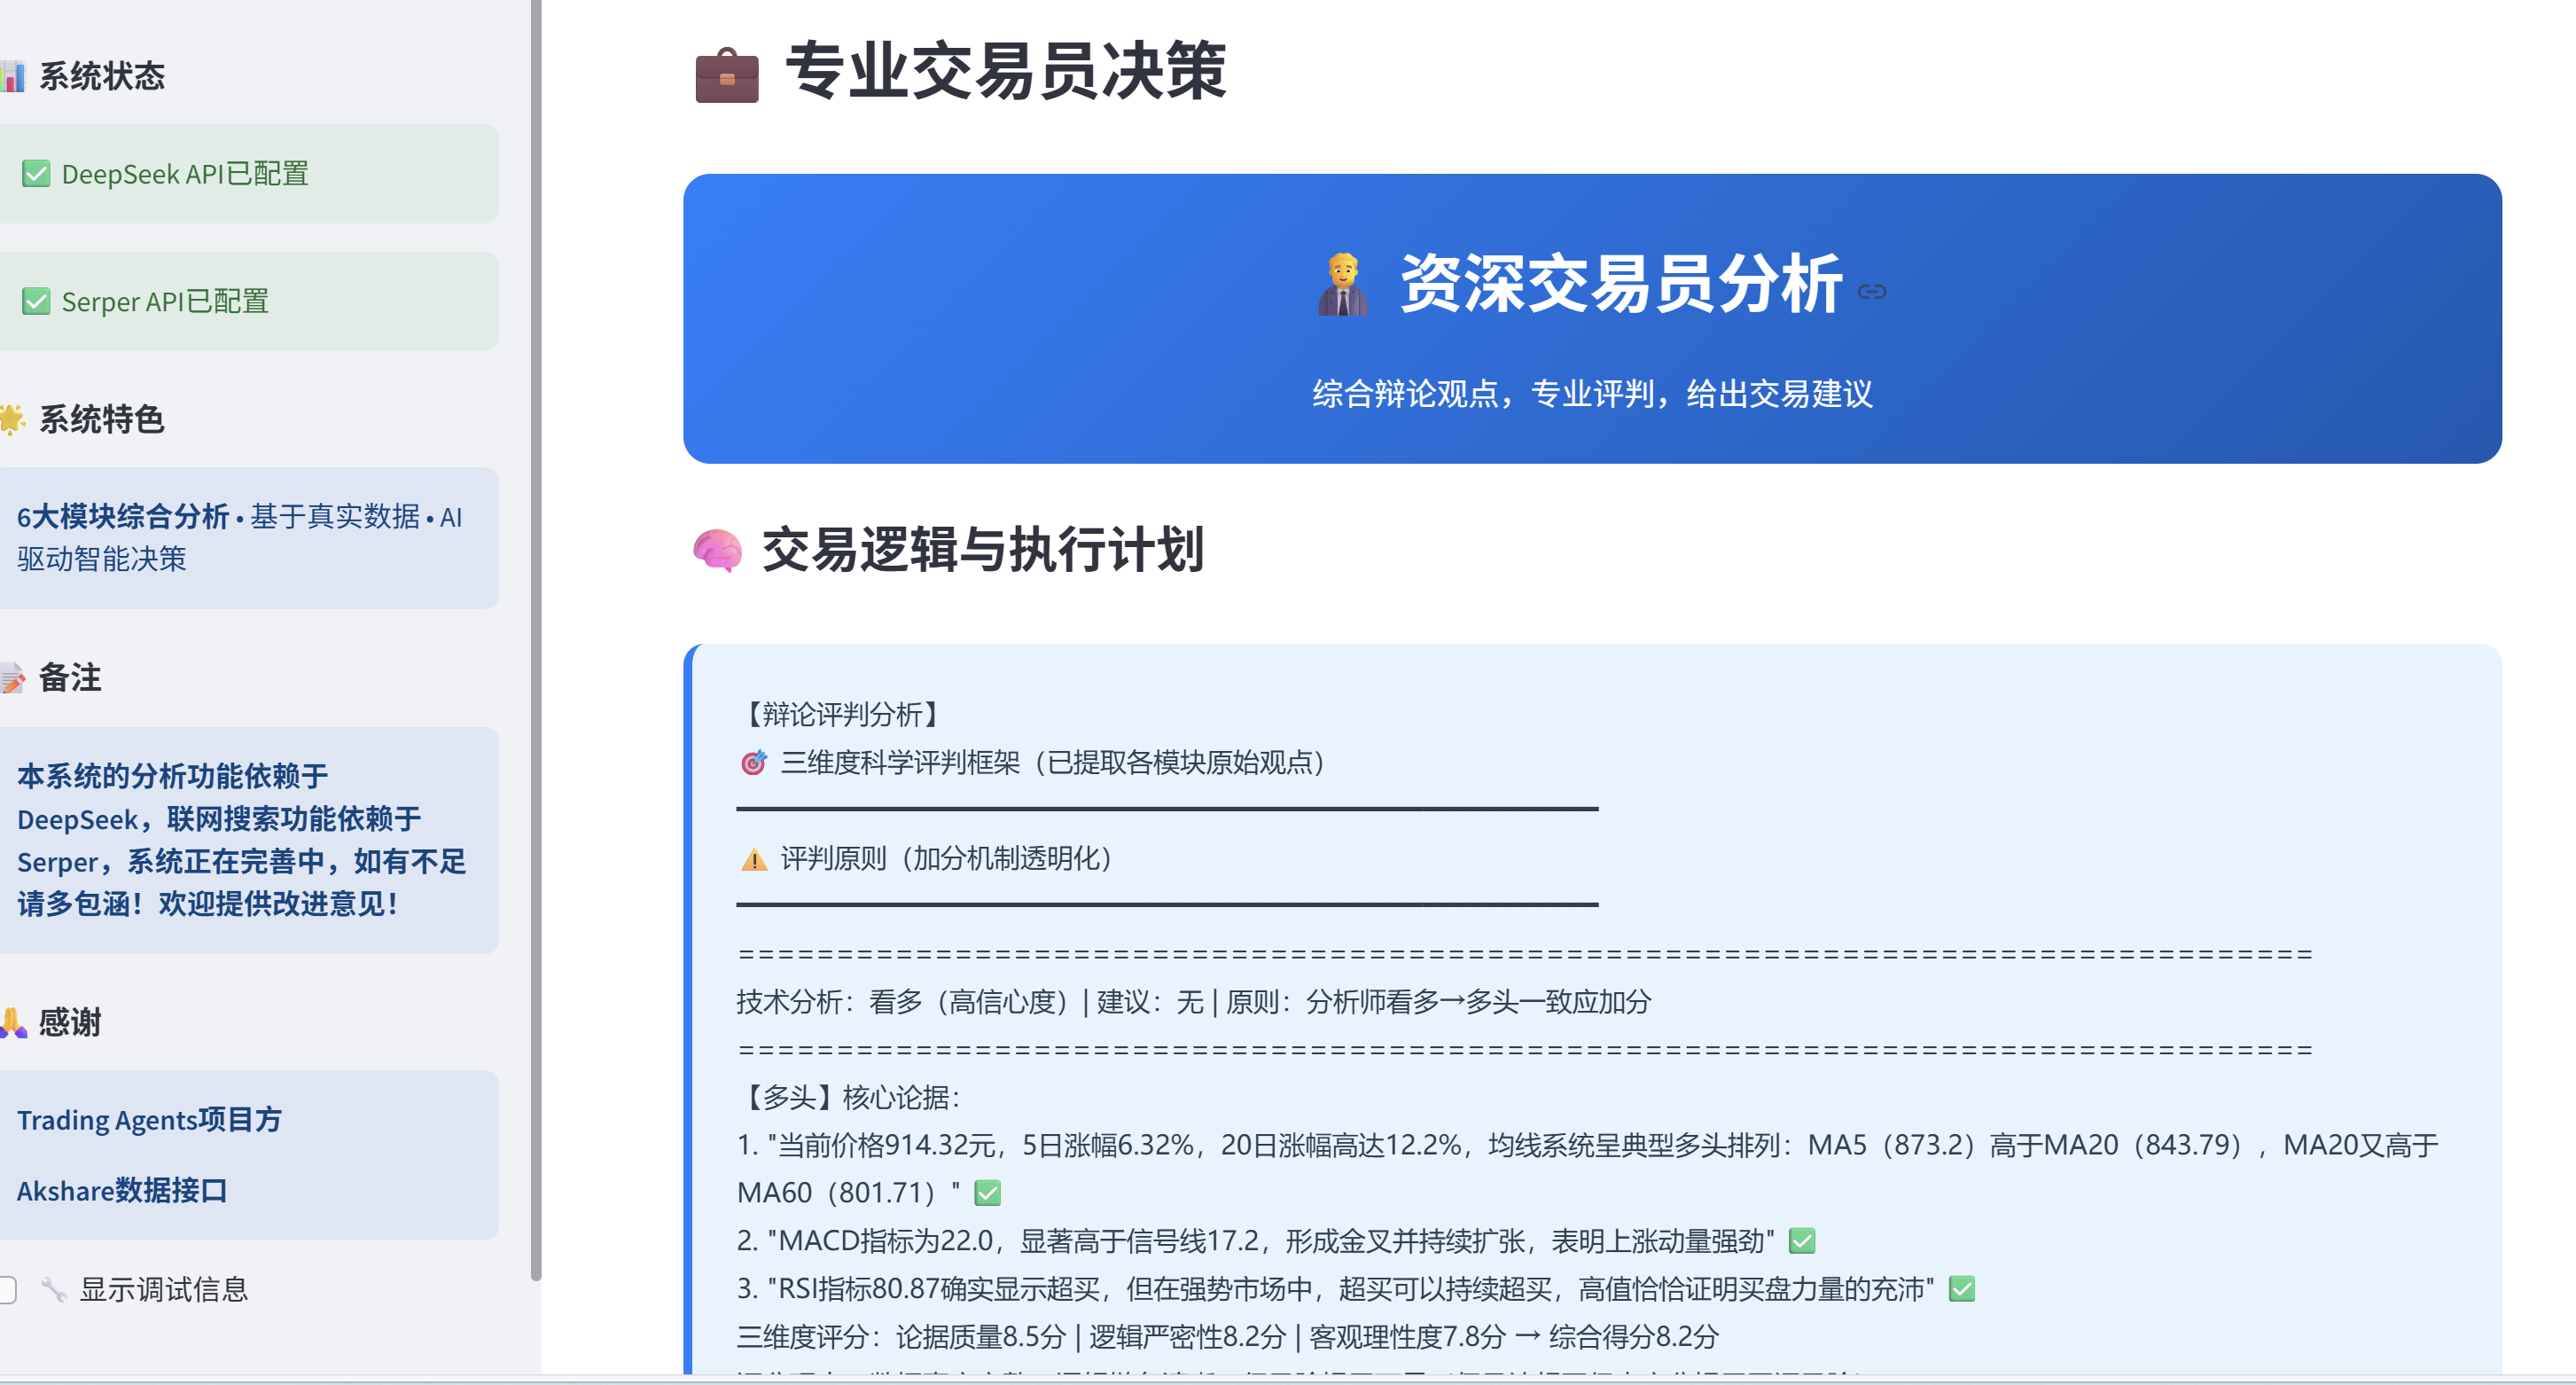 系统状态
DeepSeek API已配置
Serper API已配置
系统特色
6大模块综合分析 • 基于真实数据 • AI
驱动智能决策
备注
本系统的分析功能依赖于
DeepSeek，联网搜索功能依赖于
Serper，系统正在完善中，如有不足
请多包涵！欢迎提供改进意见！
感谢
Trading Agents项目方
Akshare数据接口
显示调试信息
专业交易员决策
资深交易员分析
综合辩论观点，专业评判，给出交易建议
交易逻辑与执行计划
【辩论评判分析】
三维度科学评判框架（已提取各模块原始观点）
评判原则（加分机制透明化）
================================================================================
技术分析：看多（高信心度）| 建议：无 | 原则：分析师看多→多头一致应加分
================================================================================
【多头】核心论据：
1. "当前价格914.32元，5日涨幅6.32%，20日涨幅高达12.2%，均线系统呈典型多头排列：MA5（873.2）高于MA20（843.79），MA20又高于
MA60（801.71）" ✅
2. "MACD指标为22.0，显著高于信号线17.2，形成金叉并持续扩张，表明上涨动量强劲" ✅
3. "RSI指标80.87确实显示超买，但在强势市场中，超买可以持续超买，高值恰恰证明买盘力量的充沛" ✅
三维度评分：论据质量8.5分 | 逻辑严密性8.2分 | 客观理性度7.8分 → 综合得分8.2分